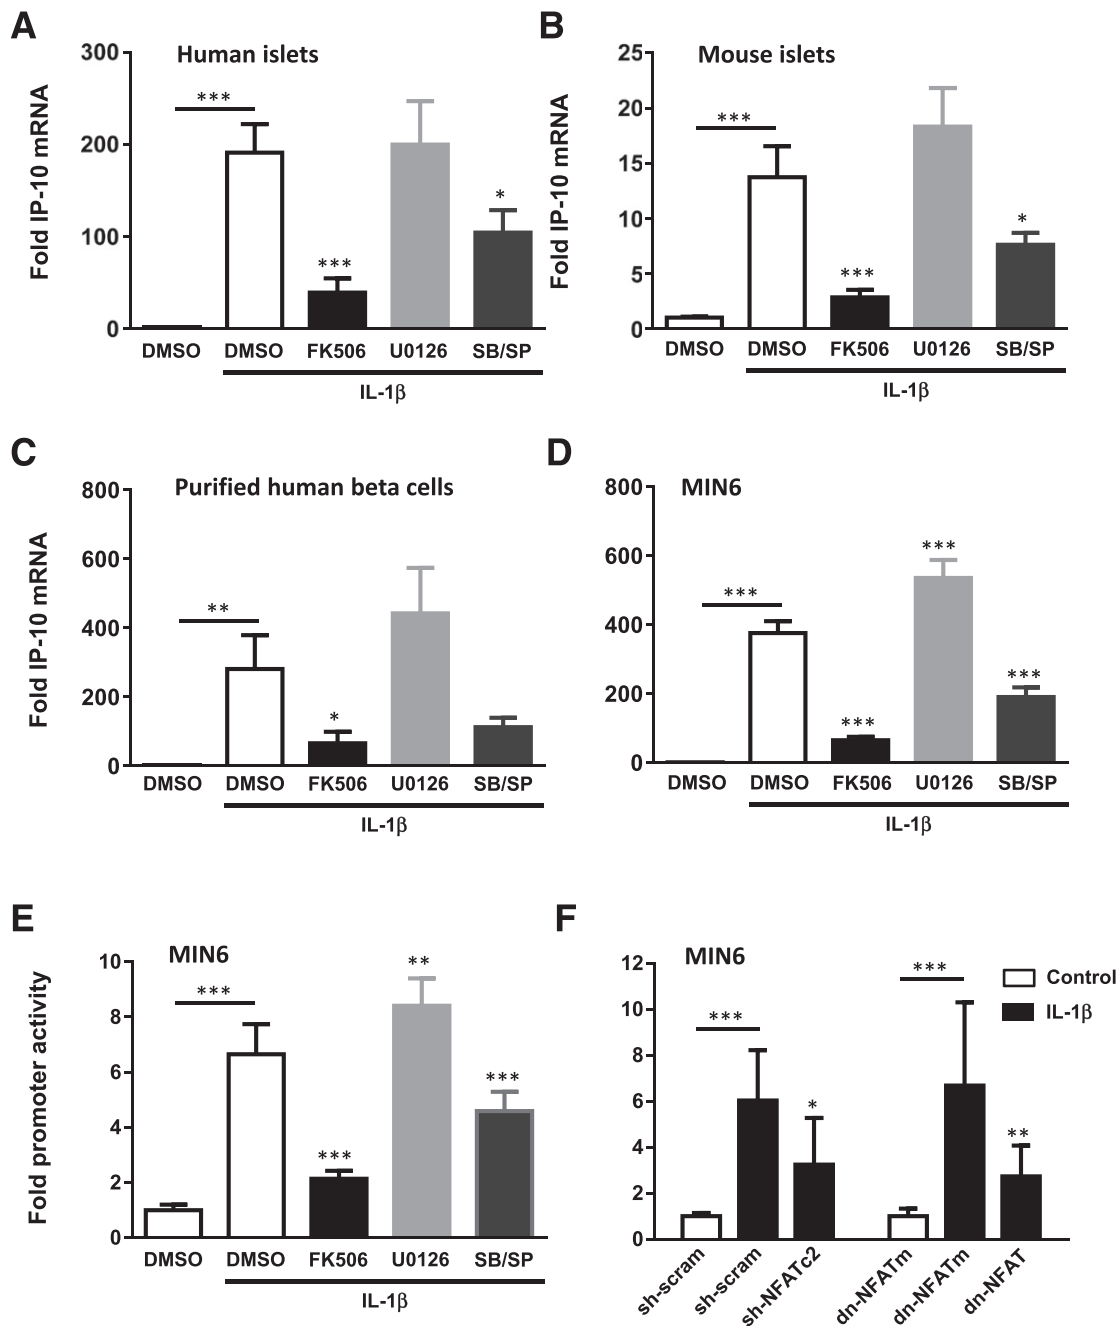 A
Human islets
Fold IP-10 mRNA
300
200
100
0
***
***
*
DMSO DMSO FK506 U0126 SB/SP
IL-1β
B
Mouse islets
Fold IP-10 mRNA
25
20
15
10
5
0
***
***
*
DMSO DMSO FK506 U0126 SB/SP
IL-1β
C
Purified human beta cells
Fold IP-10 mRNA
800
600
400
200
0
**
*
DMSO DMSO FK506 U0126 SB/SP
IL-1β
D
MIN6
800
600
400
200
0
***
***
***
***
DMSO DMSO FK506 U0126 SB/SP
IL-1β
E
MIN6
Fold promoter activity
10
8
6
4
2
0
***
***
**
***
DMSO DMSO FK506 U0126 SB/SP
IL-1β
F
MIN6
12
10
8
6
4
2
0
***
*
***
**
Control
IL-1β
sh-scram
sh-scram
sh-NFATc2
dn-NFATm
dn-NFATm
dn-NFAT